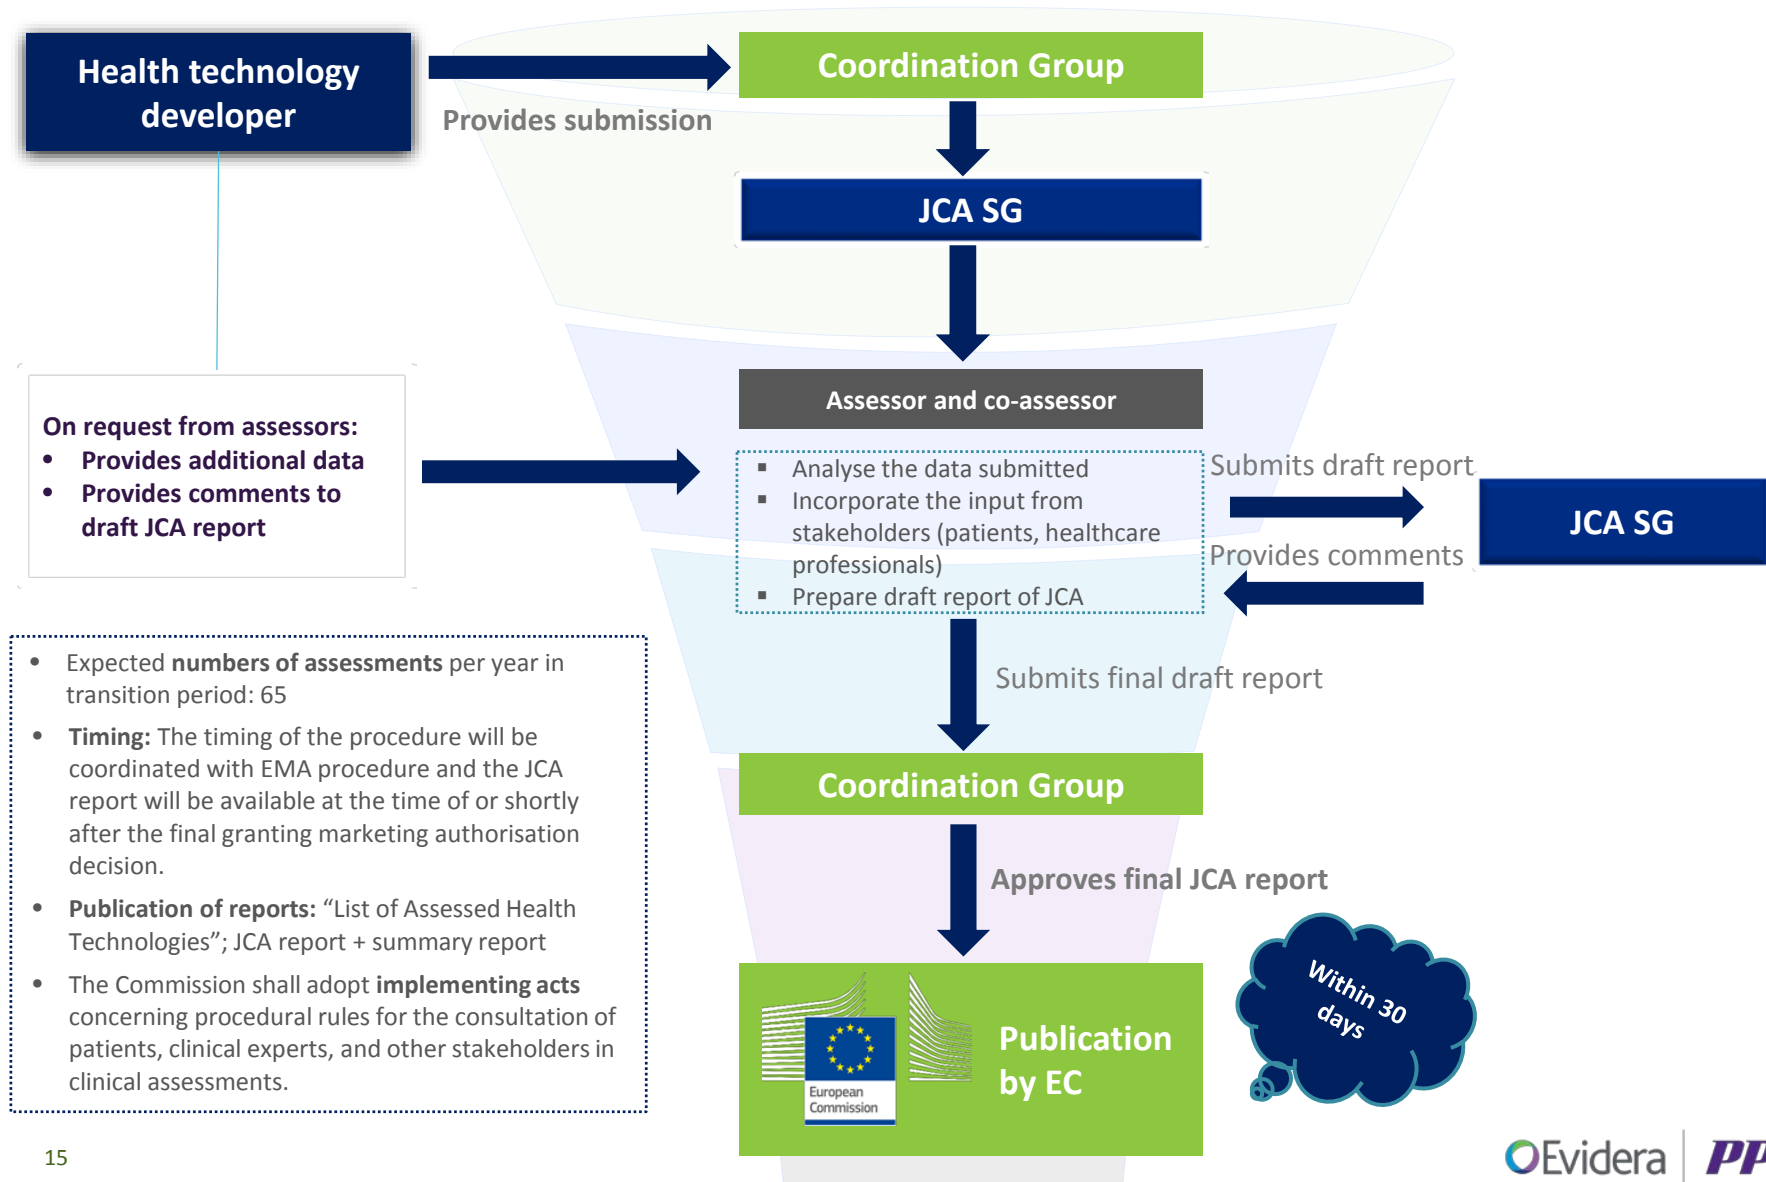 Health technology
developer
Provides submission
Coordination Group
JCA SG
Assessor and co-assessor
On request from assessors:
• Provides additional data
• Provides comments to
draft JCA report
▪ Analyse the data submitted
▪ Incorporate the input from
stakeholders (patients, healthcare
professionals)
▪ Prepare draft report of JCA
Submits draft report
Provides comments
JCA SG
Submits final draft report
Coordination Group
Approves final JCA report
Within 30
days
European
Commission
Publication
by EC
• Expected numbers of assessments per year in
transition period: 65
• Timing: The timing of the procedure will be
coordinated with EMA procedure and the JCA
report will be available at the time of or shortly
after the final granting marketing authorisation
decision.
• Publication of reports: “List of Assessed Health
Technologies”; JCA report + summary report
• The Commission shall adopt implementing acts
concerning procedural rules for the consultation of
patients, clinical experts, and other stakeholders in
clinical assessments.
15
Evidera
PP